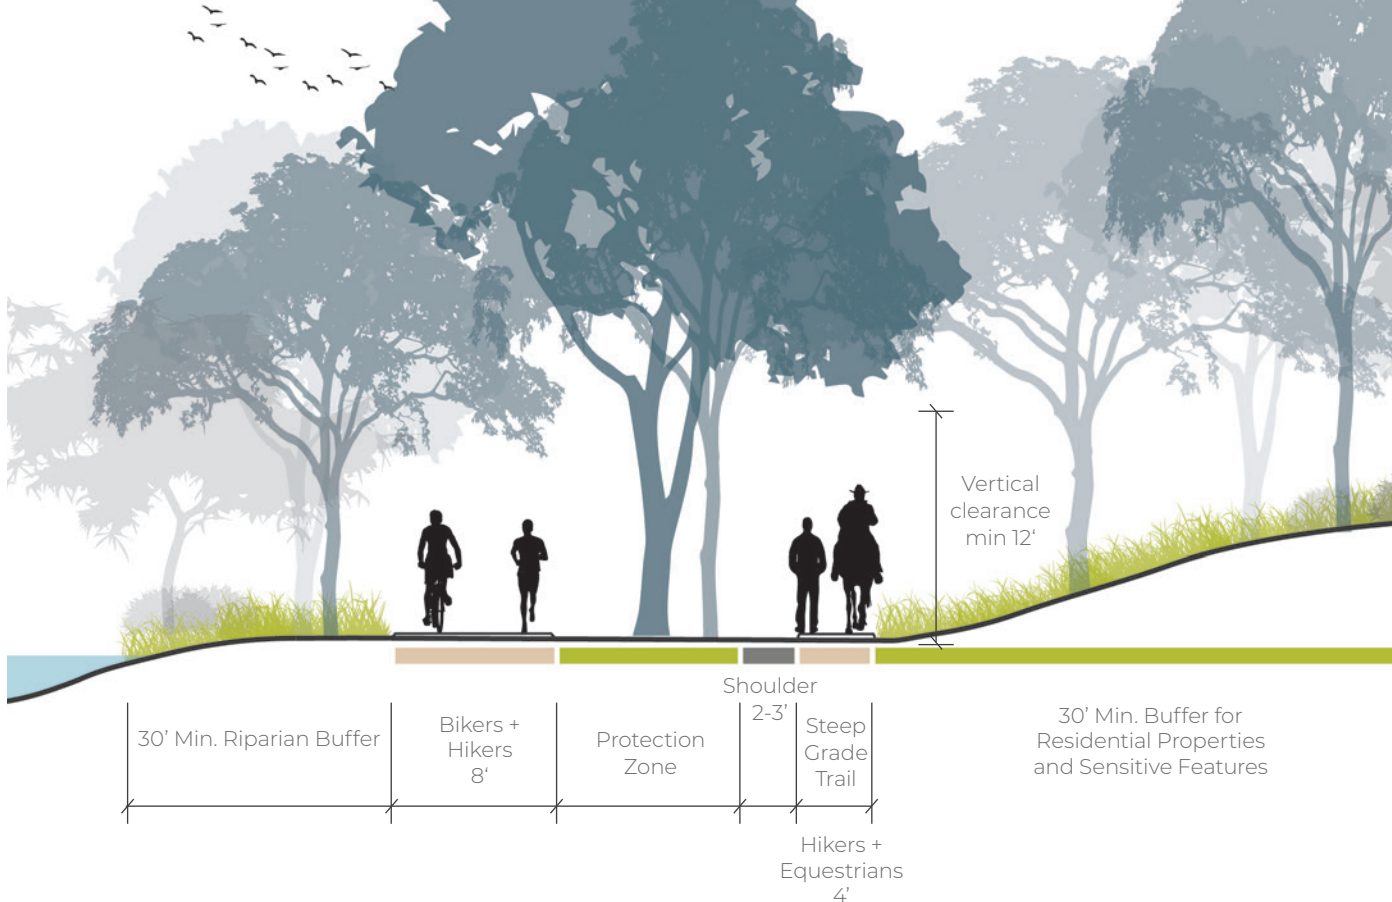 Vertical
clearance
min 12‘
Shoulder
2-3’
30’ Min. Riparian Buffer
Bikers +
Hikers
8‘
Protection
Zone
Steep
Grade
Trail
30’ Min. Buffer for
Residential Properties
and Sensitive Features
Hikers +
Equestrians
4’